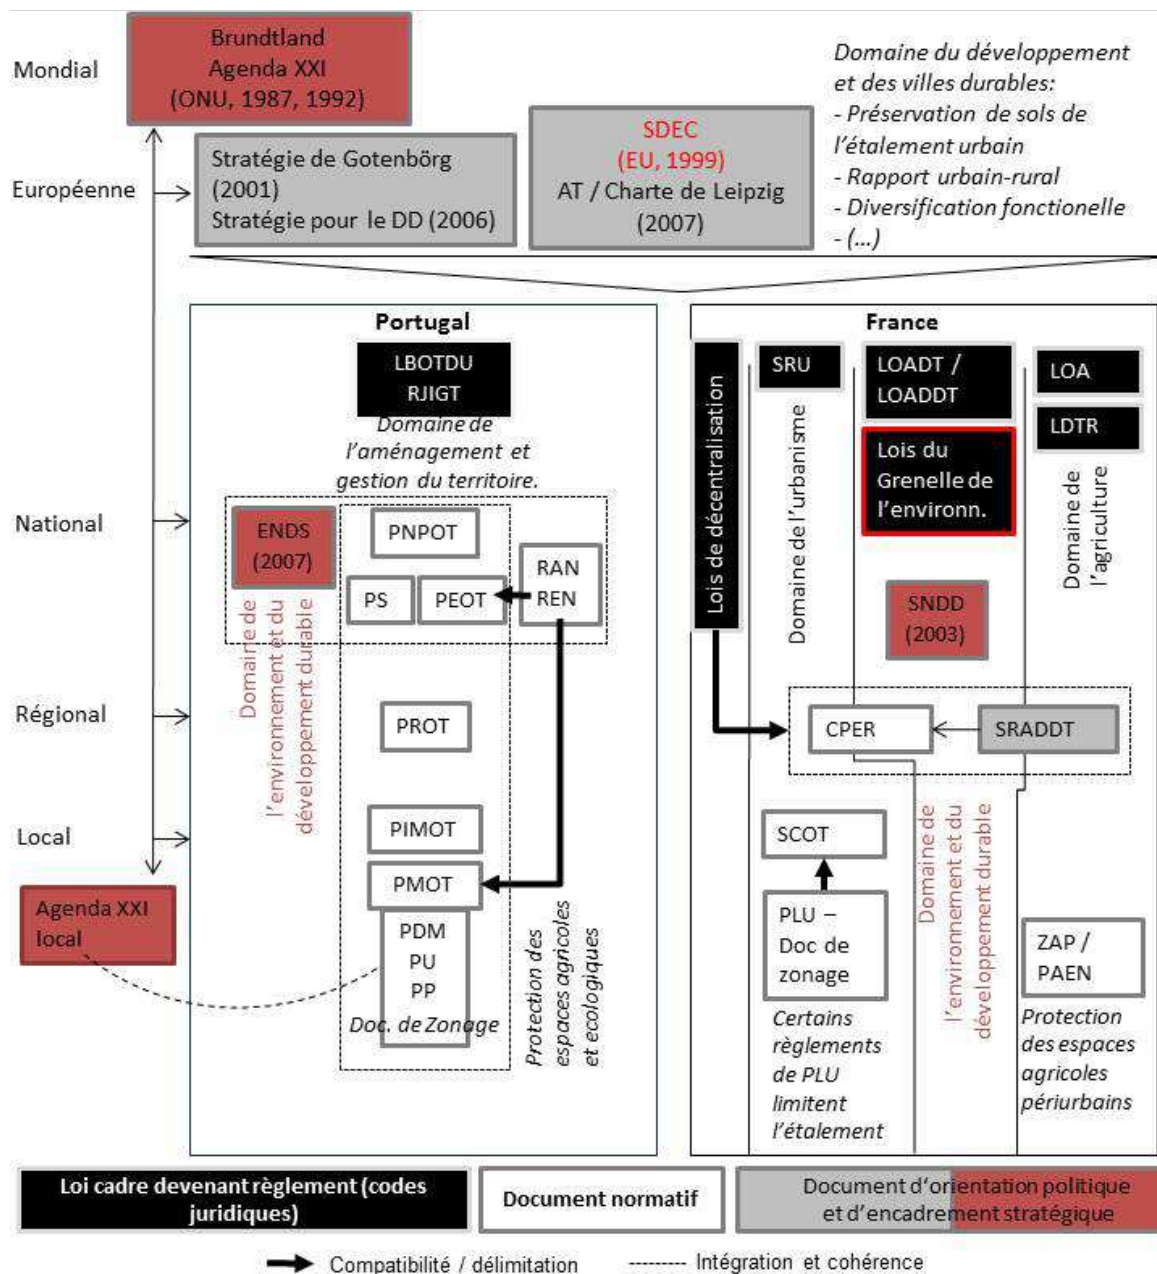 Mondial
Brundtland
Agenda XXI
(ONU, 1987, 1992)
Domaine du développement
et des villes durables:
- Préservation de sols de
l'étalement urbain
- Rapport urbain-rural
- Diversification fonctionelle
- (...)
Européenne
Stratégie de Gotenbörg
(2001)
Stratégie pour le DD (2006)
SDEC
(EU, 1999)
AT / Charte de Leipzig
(2007)
Portugal
LBOTDU
RJIGT
Domaine de
l'aménagement et
gestion du territoire.
National
ENDS
(2007)
PNPOT
PS
PEOT
RAN
REN
Domaine de
l'environnement et du
développement durable
Régional
PROT
Local
PIMOT
PMOT
PDM
PU
PP
Doc. de Zonage
Protection des
espaces agricoles
et ecologiques
Agenda XXI
local
France
Lois de décentralisation
SRU
Domaine de l'urbanisme
LOADT /
LOADDT
Lois du
Grenelle de
l'environn.
LOA
LDTR
Domaine de
l'agriculture
SNDD
(2003)
CPER
SRADDT
SCOT
PLU –
Doc de
zonage
Certains
règlements
de PLU
limitent
l'étalement
Domaine de
l'environnement et du
développement durable
ZAP /
PAEN
Protection
des espaces
agricoles
périurbains
Loi cadre devenant règlement (codes
juridiques)
Document normatif
Document d'orientation politique
et d'encadrement stratégique
Compatibilité / délimitation
Intégration et cohérence